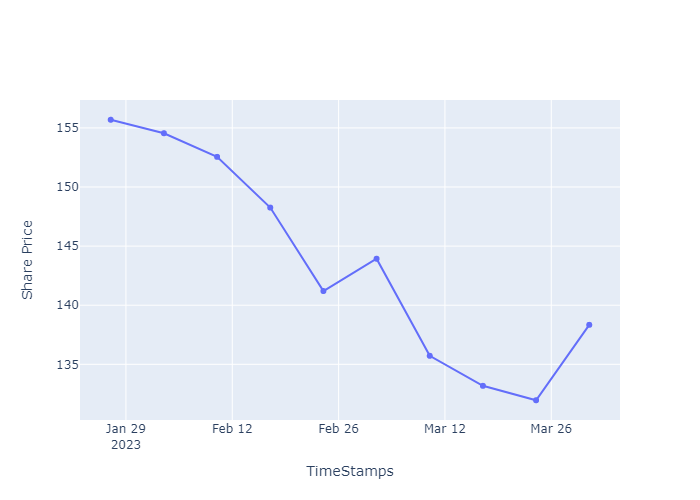 155
150
145
140
135
Share Price
Jan 29
2023
Feb 12
Feb 26
Mar 12
Mar 26
TimeStamps